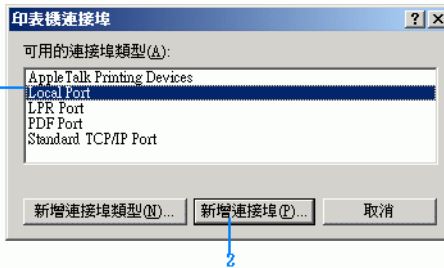 印表機連接埠
可用的連接埠類型(A):
AppleTalk Printing Devices
Local Port
LPR Port
PDF Port
Standard TCP/IP Port
新增連接埠類型(N)... 新增連接埠(P)... 取消
2